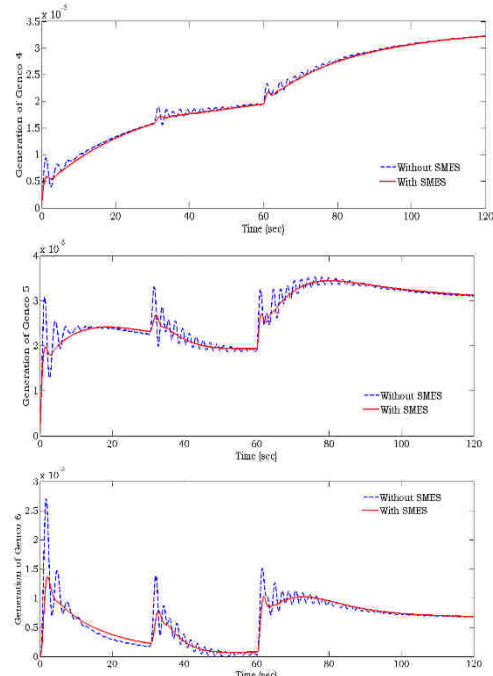 x 10⁻³
3.5
3
2.5
2
1.5
1
0.5
0
Generation of Genco 4
Without SMES
With SMES
0 20 40 60 80 100 120
Time (sec)
x 10⁻³
4
3
2
1
0
Generation of Genco 5
Without SMES
With SMES
0 20 40 60 80 100 120
Time (sec)
x 10⁻³
3
2.5
2
1.5
1
0.5
0
Generation of Genco 6
Without SMES
With SMES
0 20 40 60 80 100 120
Time (sec)